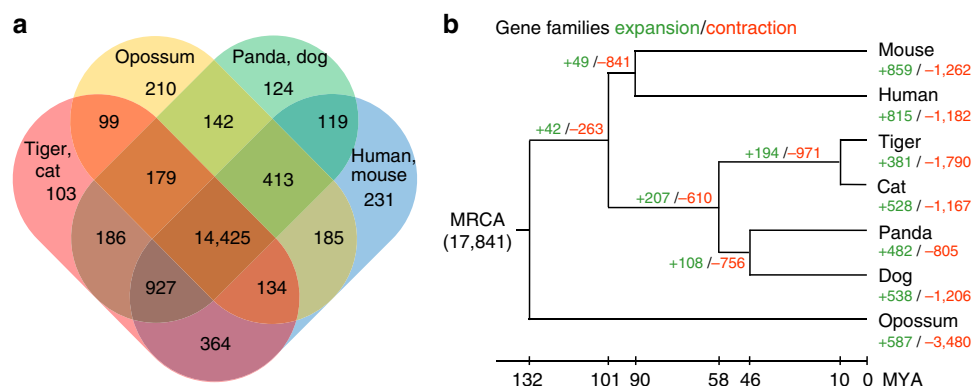 a
Opossum
Panda, dog
210
124
99
142
119
Tiger,
cat
103
179
413
Human,
mouse
231
186
14,425
185
927
134
364
b
Gene families expansion/contraction
Mouse
+859 / −1,262
+49 /−841
Human
+815 / −1,182
+42 /−263
Tiger
+381 / −1,790
+194 /−971
Cat
+528 / −1,167
+207 /−610
MRCA
(17,841)
Panda
+482 / −805
+108 /−756
Dog
+538 / −1,206
Opossum
+587 / −3,480
132 101 90 58 46 10 0 MYA